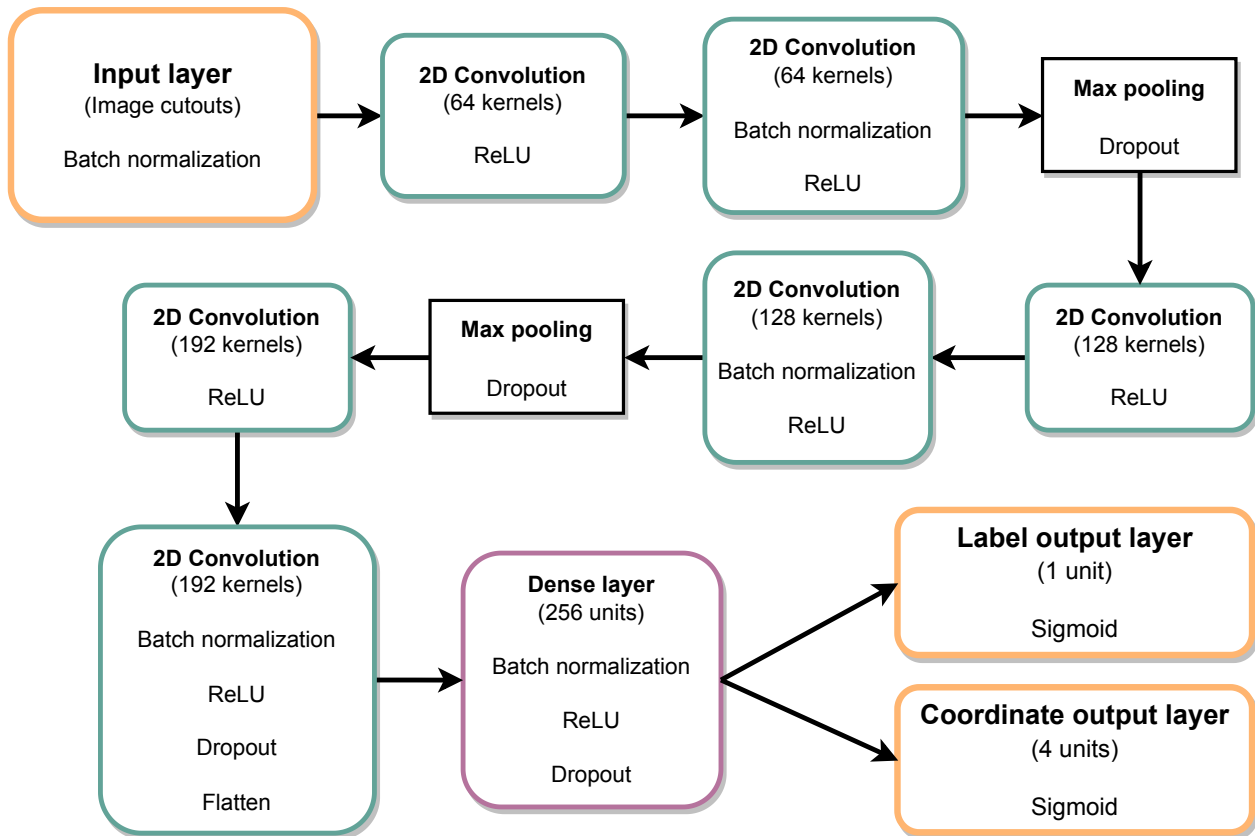 Input layer
(Image cutouts)
Batch normalization
2D Convolution
(64 kernels)
ReLU
2D Convolution
(64 kernels)
Batch normalization
ReLU
Max pooling
Dropout
2D Convolution
(128 kernels)
ReLU
2D Convolution
(128 kernels)
Batch normalization
ReLU
Max pooling
Dropout
2D Convolution
(192 kernels)
ReLU
2D Convolution
(192 kernels)
Batch normalization
ReLU
Dropout
Flatten
Dense layer
(256 units)
Batch normalization
ReLU
Dropout
Label output layer
(1 unit)
Sigmoid
Coordinate output layer
(4 units)
Sigmoid